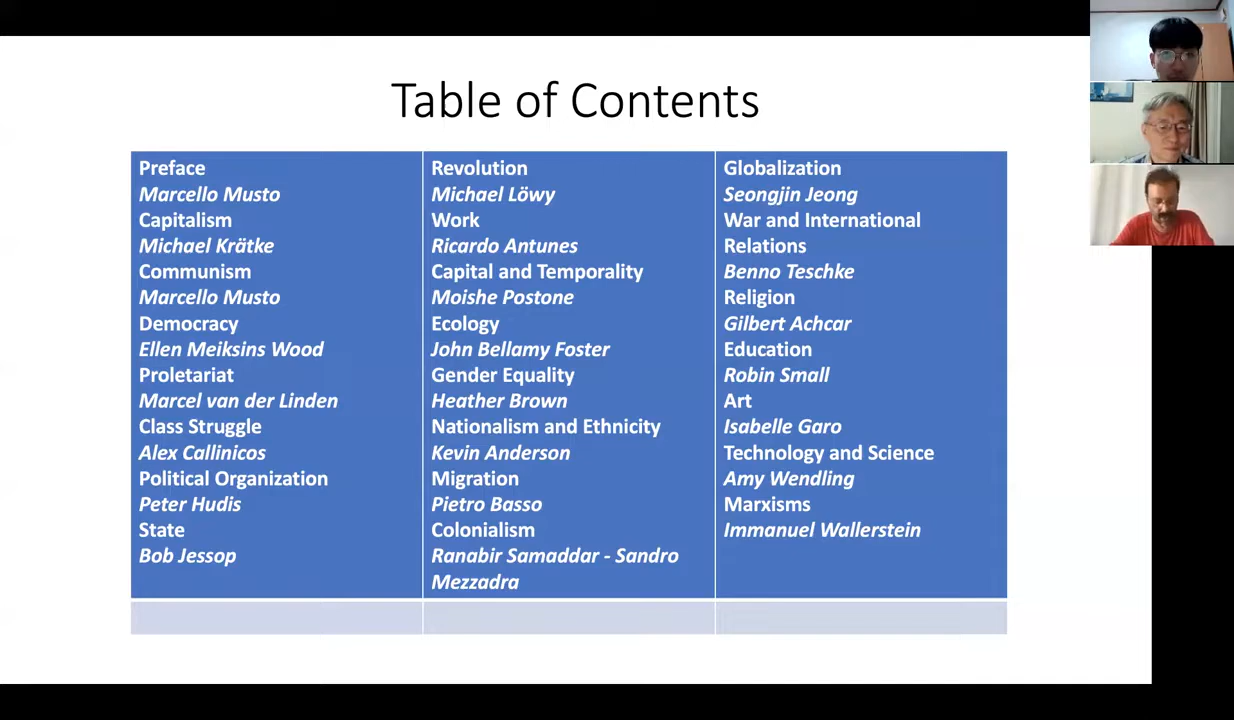 Table of Contents
Preface
Marcello Musto
Capitalism
Michael Krätke
Communism
Marcello Musto
Democracy
Ellen Meiksins Wood
Proletariat
Marcel van der Linden
Class Struggle
Alex Callinicos
Political Organization
Peter Hudis
State
Bob Jessop
Revolution
Michael Löwy
Work
Ricardo Antunes
Capital and Temporality
Moishe Postone
Ecology
John Bellamy Foster
Gender Equality
Heather Brown
Nationalism and Ethnicity
Kevin Anderson
Migration
Pietro Basso
Colonialism
Ranabir Samaddar - Sandro
Mezzadra
Globalization
Seongjin Jeong
War and International
Relations
Benno Teschke
Religion
Gilbert Achcar
Education
Robin Small
Art
Isabelle Garo
Technology and Science
Amy Wendling
Marxisms
Immanuel Wallerstein